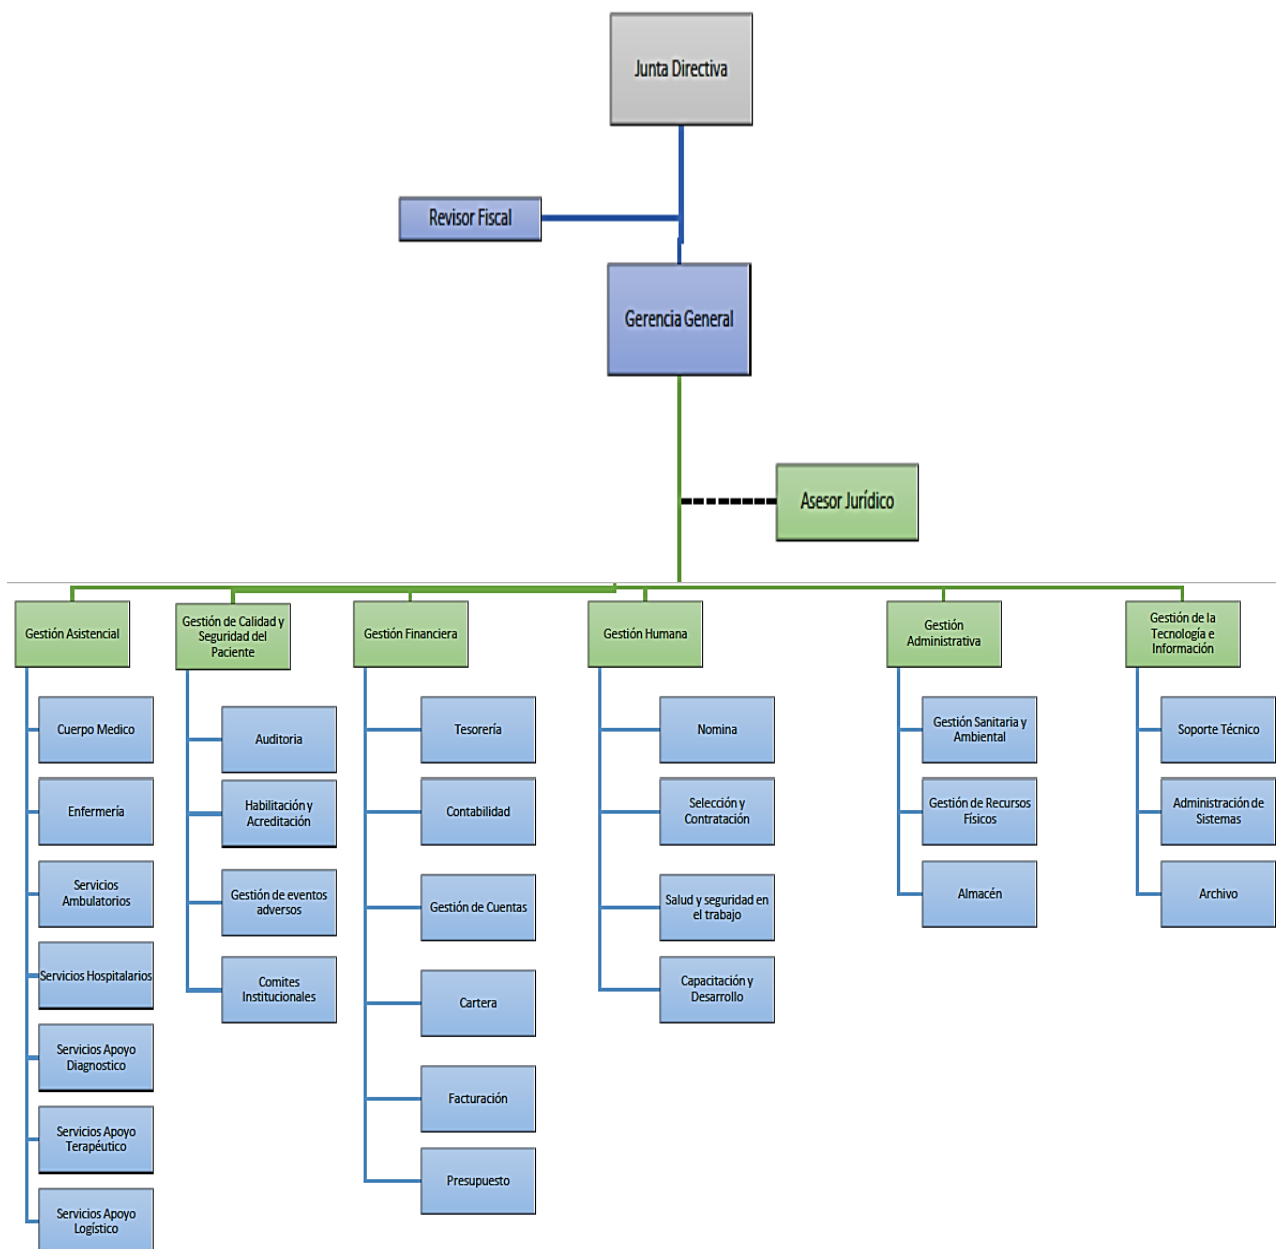 Junta Directiva
Revisor Fiscal
Gerencia General
Asesor Jurídico
Gestión Asistencial
Gestión de Calidad y
Seguridad del
Paciente
Gestión Financiera
Gestión Humana
Gestión
Administrativa
Gestión de la
Tecnología e
Información
Cuerpo Medico
Enfermería
Servicios
Ambulatorios
Servicios Hospitalarios
Servicios Apoyo
Diagnostico
Servicios Apoyo
Terapéutico
Servicios Apoyo
Logístico
Auditoria
Habilitación y
Acreditación
Gestión de eventos
adversos
Comites
Institucionales
Tesorería
Contabilidad
Gestión de Cuentas
Cartera
Facturación
Presupuesto
Nomina
Selección y
Contratación
Salud y seguridad en
el trabajo
Capacitación y
Desarrollo
Gestión Sanitaria y
Ambiental
Gestión de Recursos
Físicos
Almacén
Soporte Técnico
Administración de
Sistemas
Archivo